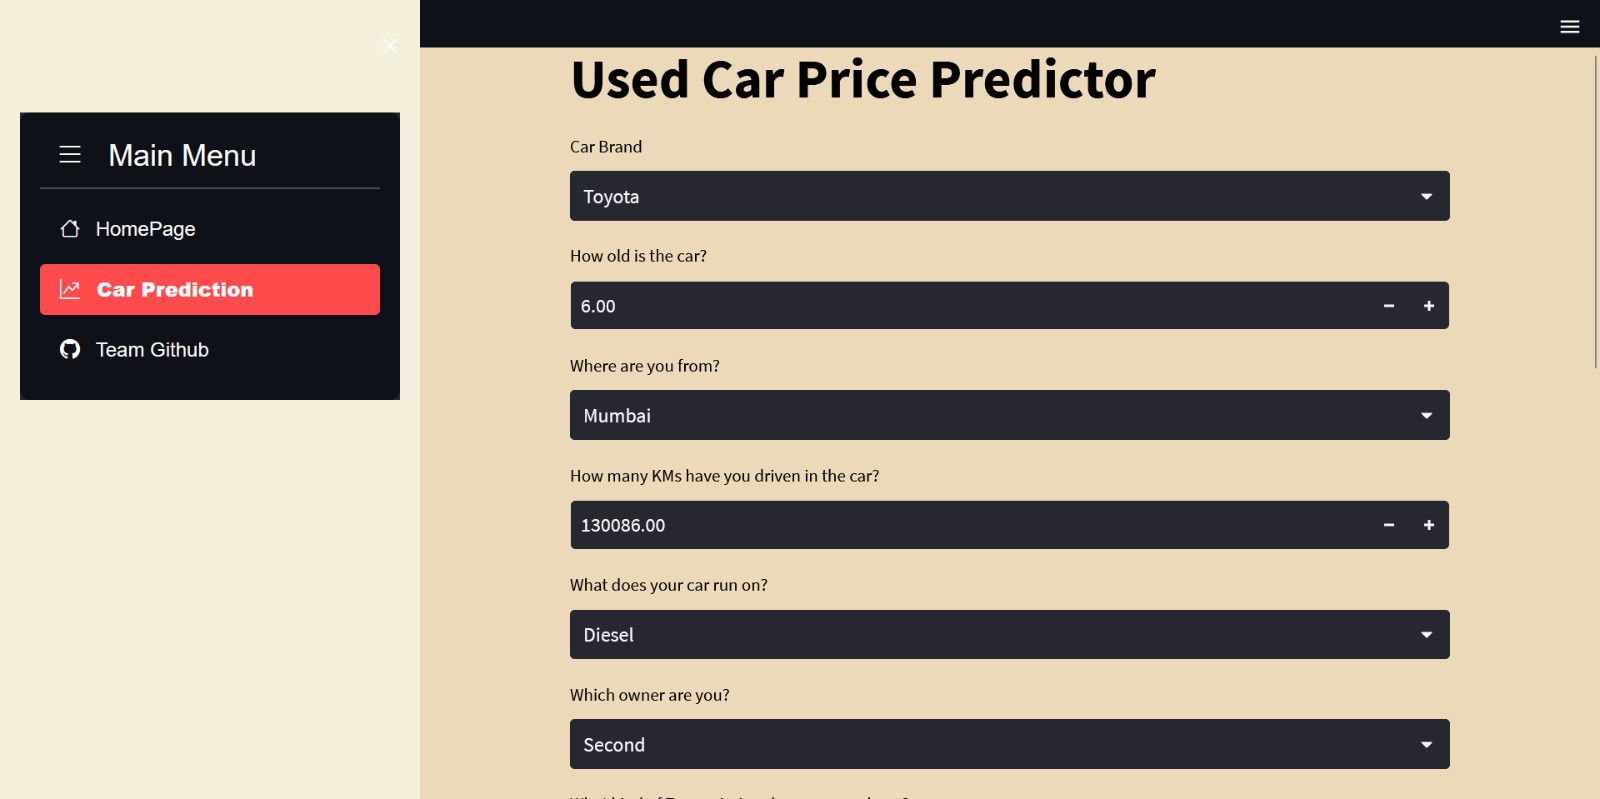 Main Menu
HomePage
Car Prediction
Team Github
Used Car Price Predictor
Car Brand
Toyota
How old is the car?
6.00
Where are you from?
Mumbai
How many KMs have you driven in the car?
130086.00
What does your car run on?
Diesel
Which owner are you?
Second